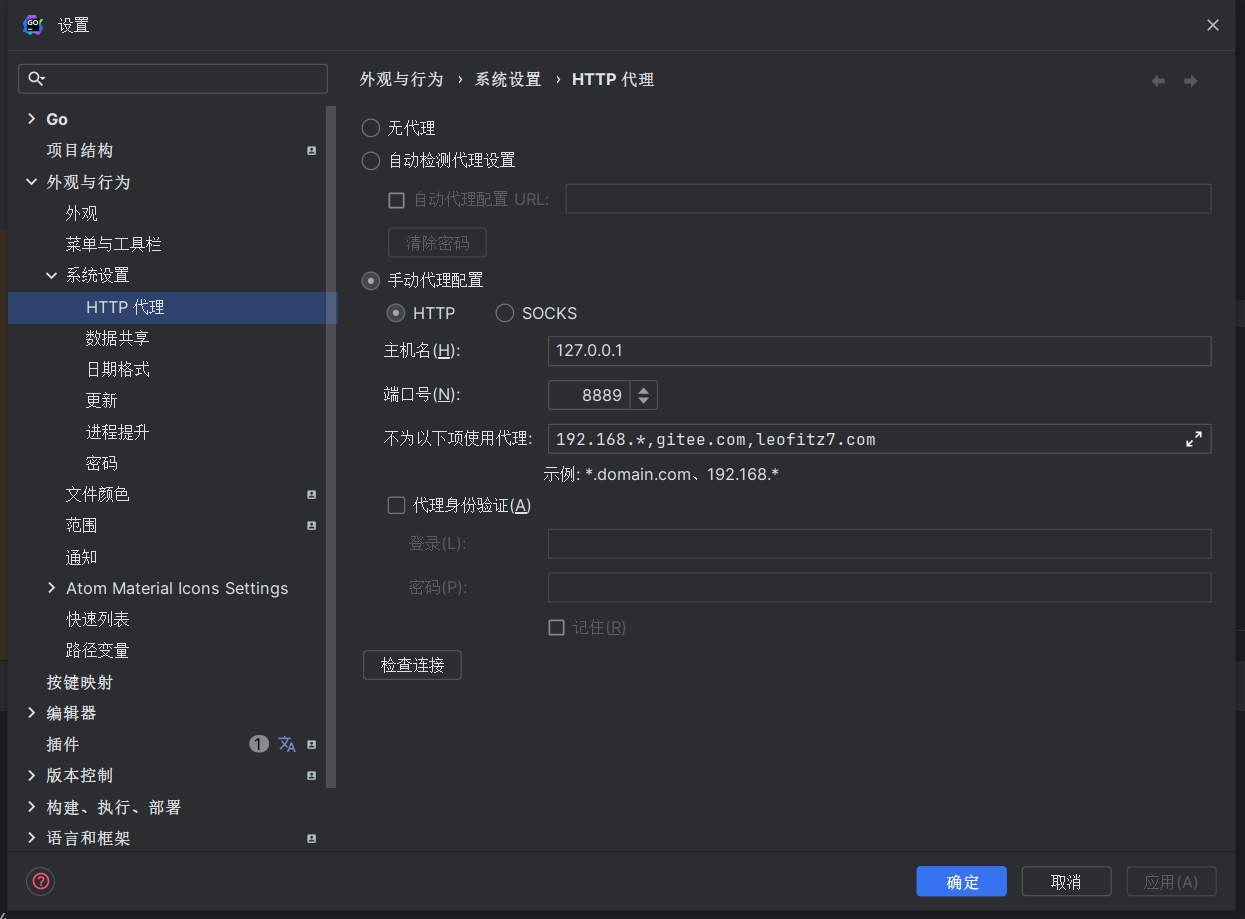 GO
设置
Go
项目结构
外观与行为
外观
菜单与工具栏
系统设置
HTTP 代理
数据共享
日期格式
更新
进程提升
密码
文件颜色
范围
通知
Atom Material Icons Settings
快速列表
路径变量
按键映射
编辑器
插件 1
版本控制
构建、执行、部署
语言和框架
外观与行为 › 系统设置 › HTTP 代理
无代理
自动检测代理设置
自动代理配置 URL:
清除密码
手动代理配置
HTTP SOCKS
主机名(H): 127.0.0.1
端口号(N): 8889
不为以下项使用代理: 192.168.*,gitee.com,leofitz7.com
示例: *.domain.com、192.168.*
代理身份验证(A)
登录(L):
密码(P):
记住(R)
检查连接
?
确定 取消 应用(A)